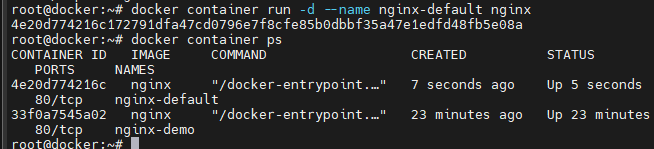 root@docker:~# docker container run -d --name nginx-default nginx
4e20d774216c172791dfa47cd0796e7f8cfe85b0dbbf35a47e1edfd48fb5e08a
root@docker:~# docker container ps
CONTAINER ID   IMAGE     COMMAND                  CREATED          STATUS
   PORTS     NAMES
4e20d774216c   nginx     "/docker-entrypoint.…"   7 seconds ago    Up 5 seconds
   80/tcp    nginx-default
33f0a7545a02   nginx     "/docker-entrypoint.…"   23 minutes ago   Up 23 minutes
   80/tcp    nginx-demo
root@docker:~#